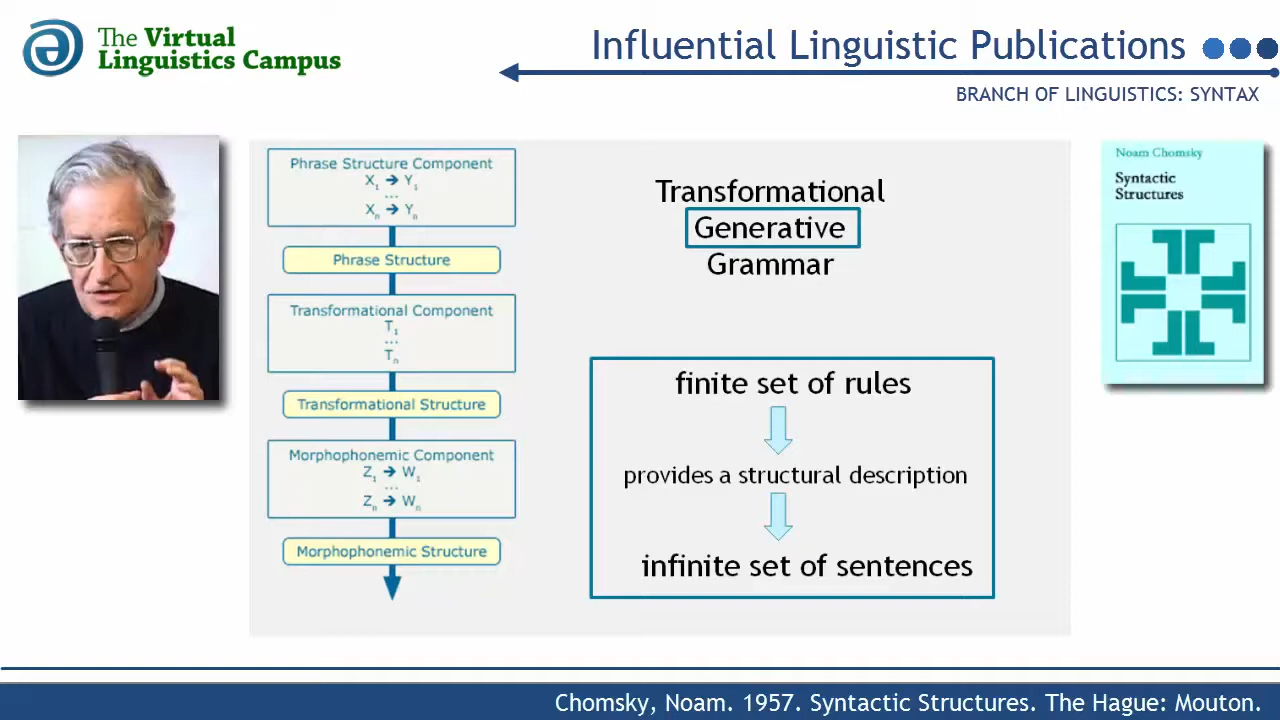 The Virtual
Linguistics Campus
Influential Linguistic Publications
BRANCH OF LINGUISTICS: SYNTAX
Phrase Structure Component
X₁ ➔ Y₁
...
Xₙ ➔ Yₙ
Phrase Structure
Transformational Component
T₁
...
Tₙ
Transformational Structure
Morphophonemic Component
Z₁ ➔ W₁
...
Zₙ ➔ Wₙ
Morphophonemic Structure
Transformational
Generative
Grammar
finite set of rules
provides a structural description
infinite set of sentences
Noam Chomsky
Syntactic
Structures
Chomsky, Noam. 1957. Syntactic Structures. The Hague: Mouton.